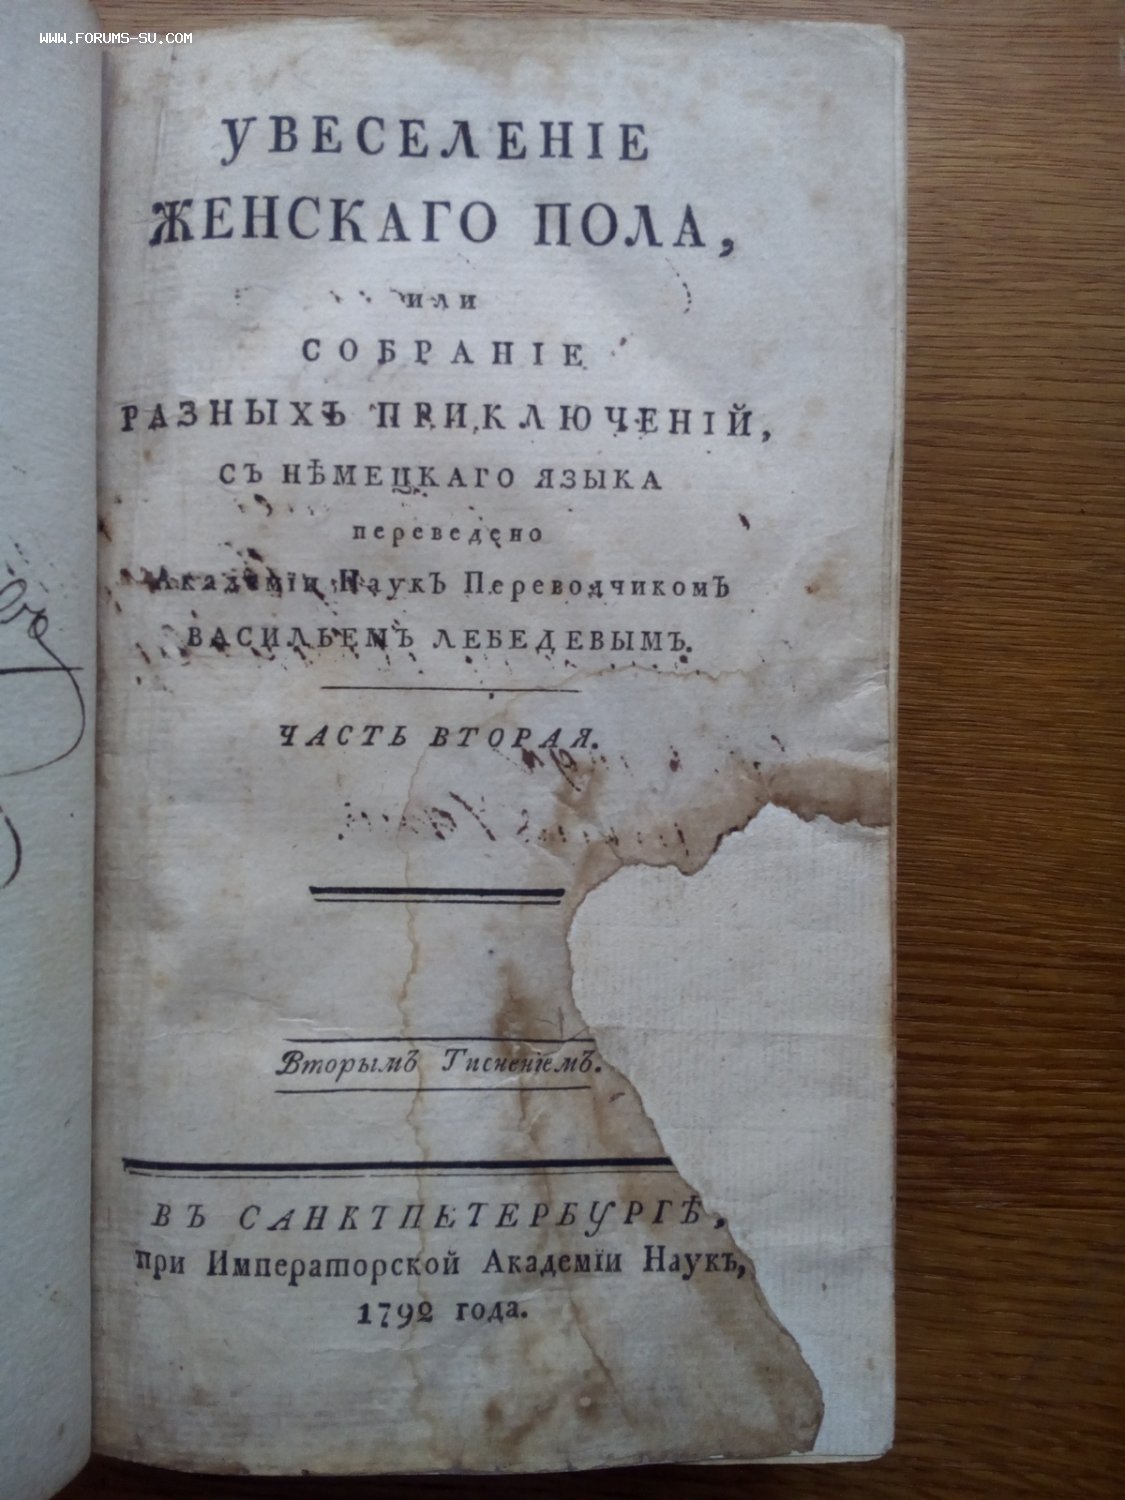 WWW.FORUMS-SU.COM
УВЕСЕЛЕНІЕ
ЖЕНСКАГО ПОЛА,
или
СОБРАНІЕ
РАЗНЫХЪ ПРИКЛЮЧЕНІЙ,
СЪ НѢМЕЦКАГО ЯЗЫКА
переведено
Академіи Наукъ Переводчикомъ
ВАСИЛЬЕМЪ ЛЕБЕДЕВЫМЪ.
ЧАСТЬ ВТОРАЯ.
Вторымъ Тисненіемъ.
ВЪ САНКТПЕТЕРБУРГѢ,
при Императорской Академіи Наукъ,
1792 года.